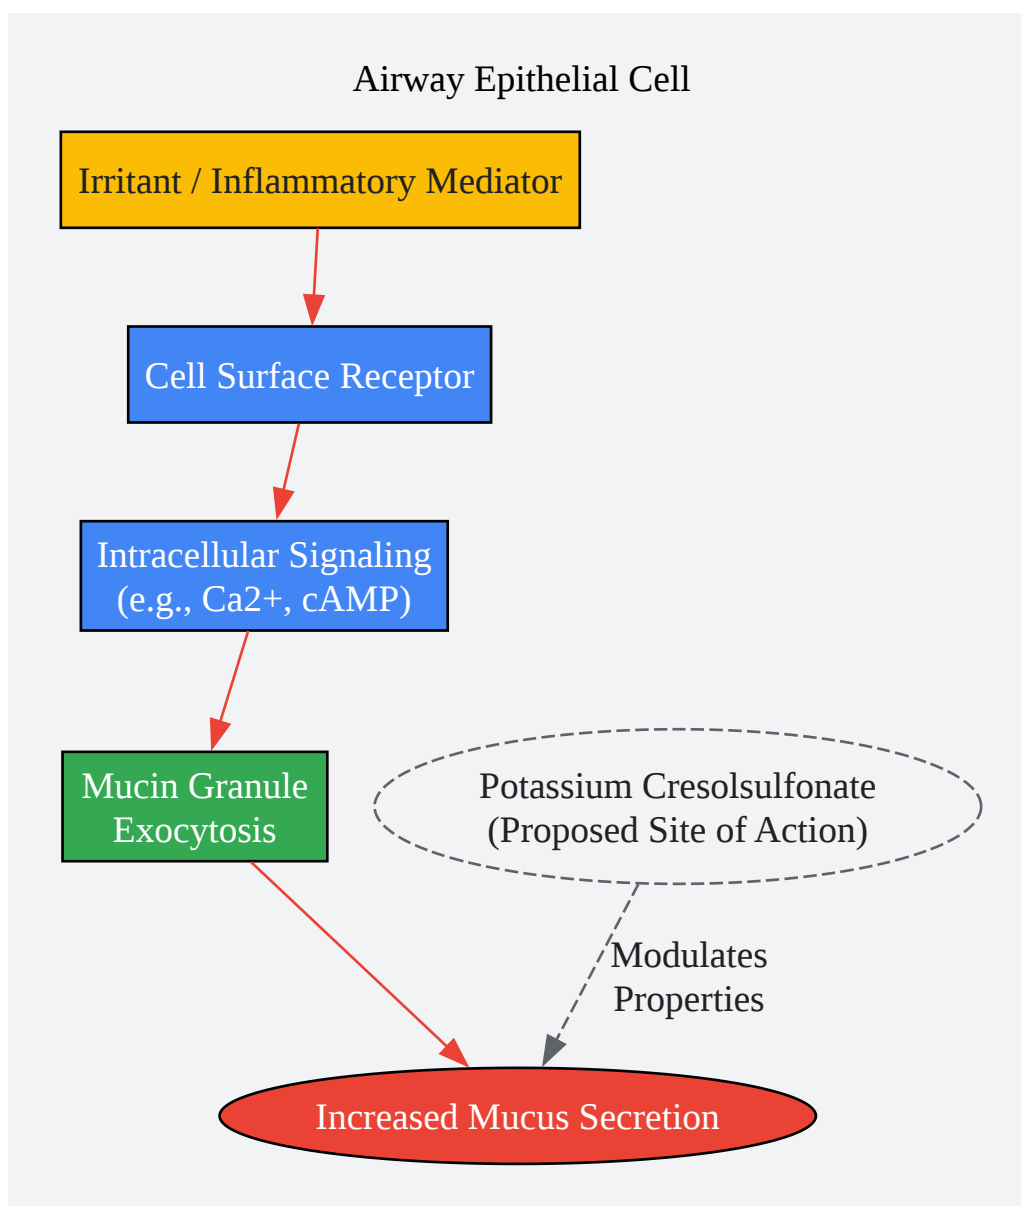 Airway Epithelial Cell
Irritant / Inflammatory Mediator
Cell Surface Receptor
Intracellular Signaling
(e.g., Ca2+, cAMP)
Mucin Granule
Exocytosis
Potassium Cresolsulfonate
(Proposed Site of Action)
Modulates
Properties
Increased Mucus Secretion